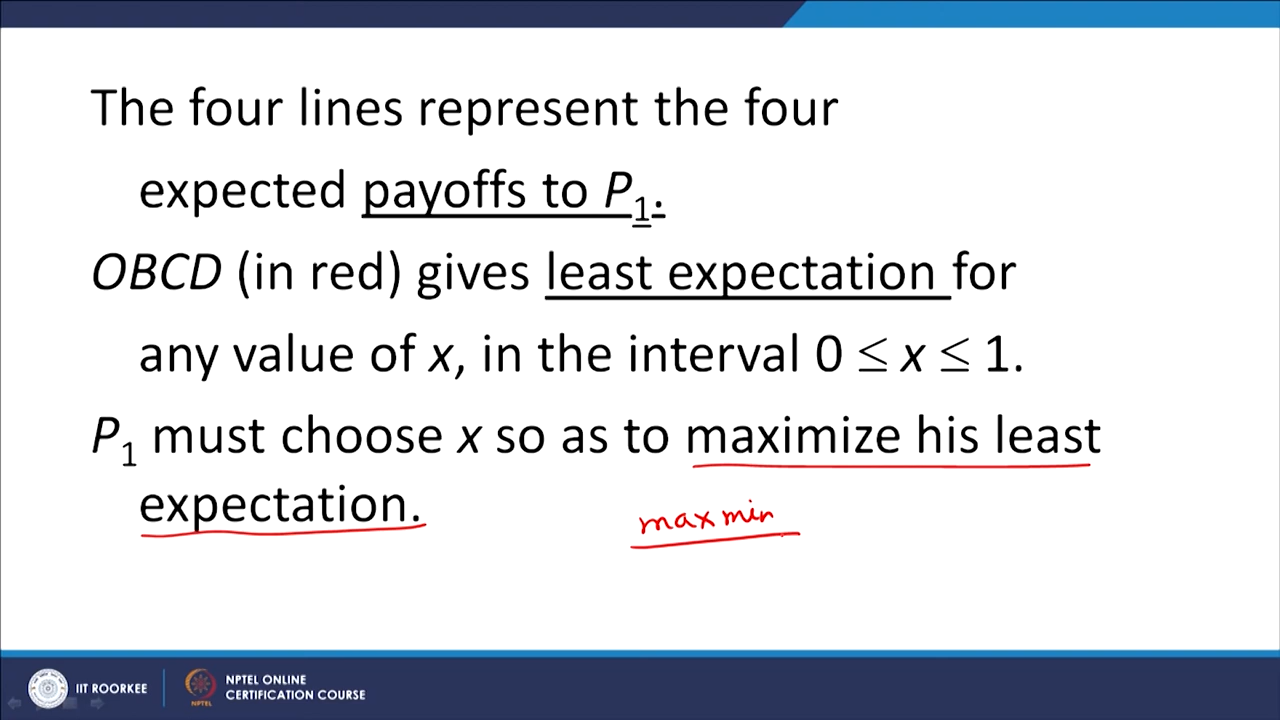 The four lines represent the four
expected payoffs to P₁.
OBCD (in red) gives least expectation for
any value of x, in the interval 0 ≤ x ≤ 1.
P₁ must choose x so as to maximize his least
expectation.
maxmin
IIT ROORKEE
NPTEL ONLINE
CERTIFICATION COURSE
NPTEL